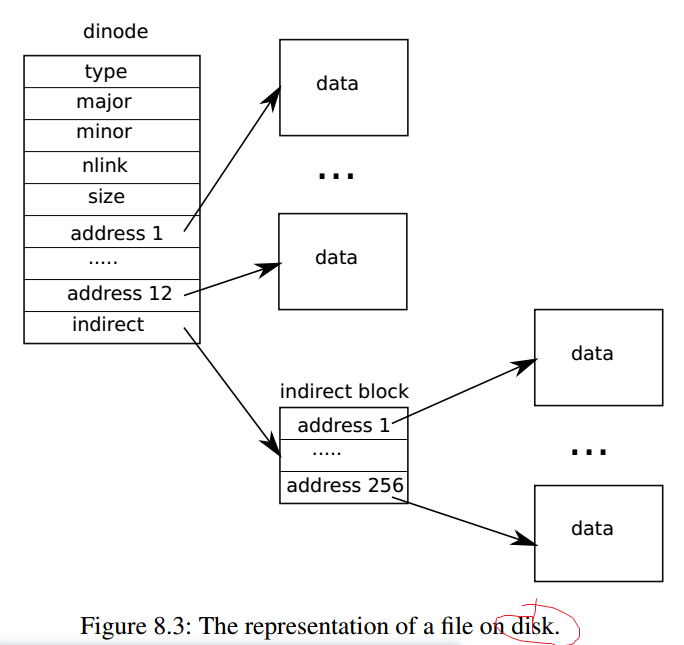 dinode
type
major
minor
nlink
size
address 1
.....
address 12
indirect
data
...
data
indirect block
address 1
.....
address 256
data
...
data
Figure 8.3: The representation of a file on disk.